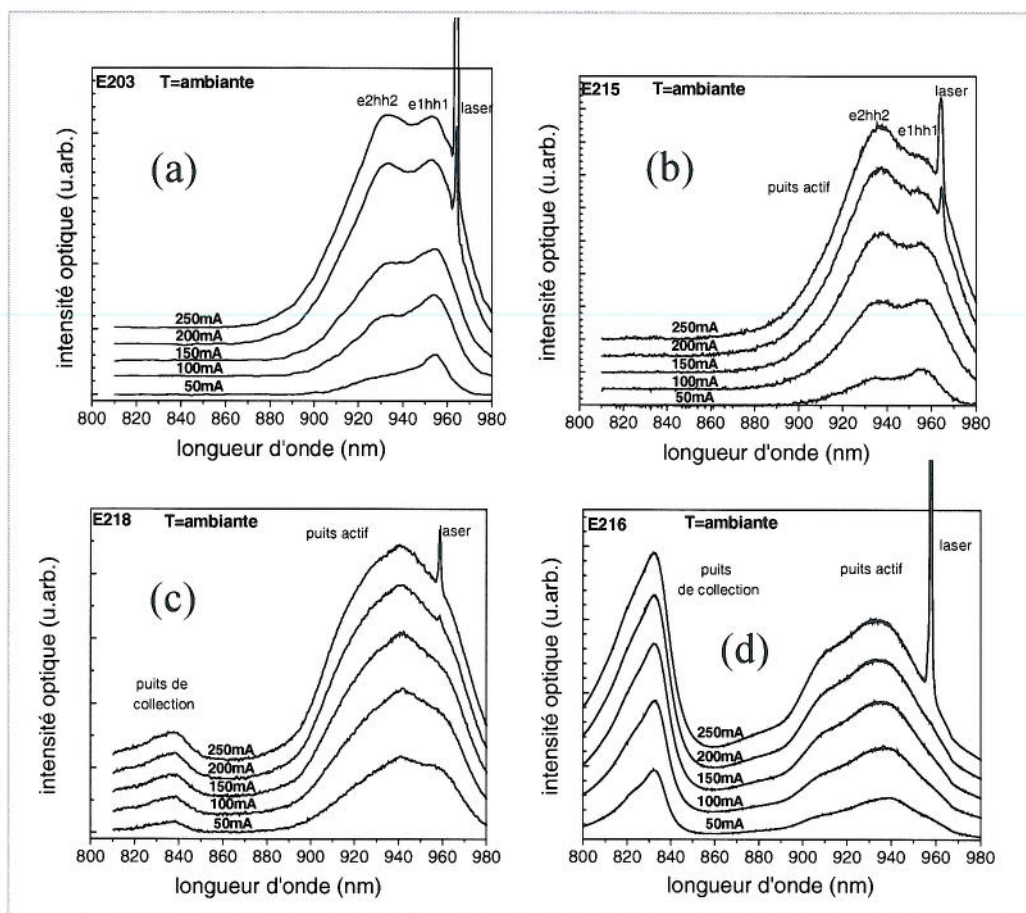 E203 T=ambiante
e2hh2
e1hh1
laser
(a)
250mA
200mA
150mA
100mA
50mA
intensité optique (u.arb.)
800 820 840 860 880 900 920 940 960 980
longueur d'onde (nm)
E215 T=ambiante
laser
e2hh2
e1hh1
(b)
puits actif
250mA
200mA
150mA
100mA
50mA
intensité optique (u.arb.)
800 820 840 860 880 900 920 940 960 980
longueur d'onde (nm)
E218 T=ambiante
puits actif
laser
(c)
puits de
collection
250mA
200mA
150mA
100mA
50mA
intensité optique (u.arb.)
800 820 840 860 880 900 920 940 960 980
longueur d'onde (nm)
E216 T=ambiante
laser
puits
de collection
puits actif
(d)
250mA
200mA
150mA
100mA
50mA
intensité optique (u.arb.)
800 820 840 860 880 900 920 940 960 980
longueur d'onde (nm)